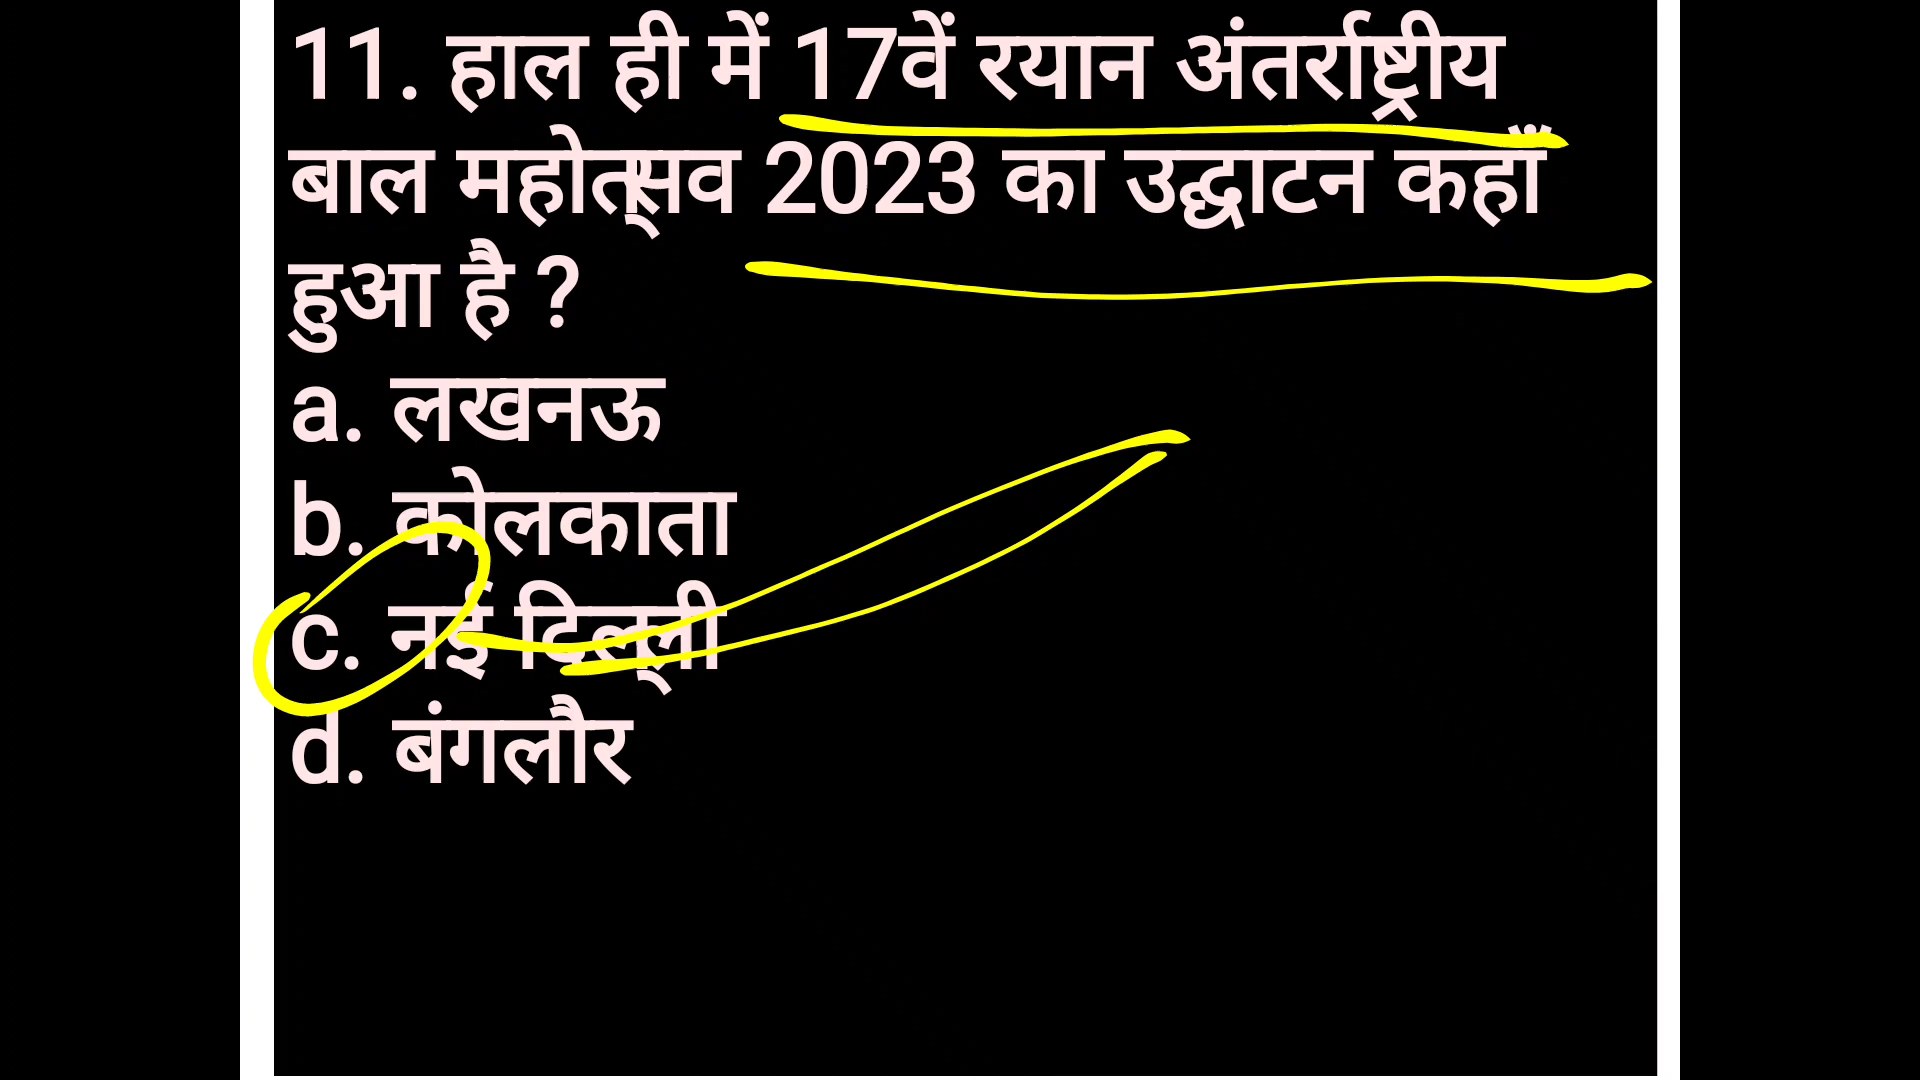 11. हाल ही में 17वें रयान अंतर्राष्ट्रीय
बाल महोत्सव 2023 का उद्घाटन कहाँ
हुआ है ?
a. लखनऊ
b. कोलकाता
c. नई दिल्ली
d. बंगलौर